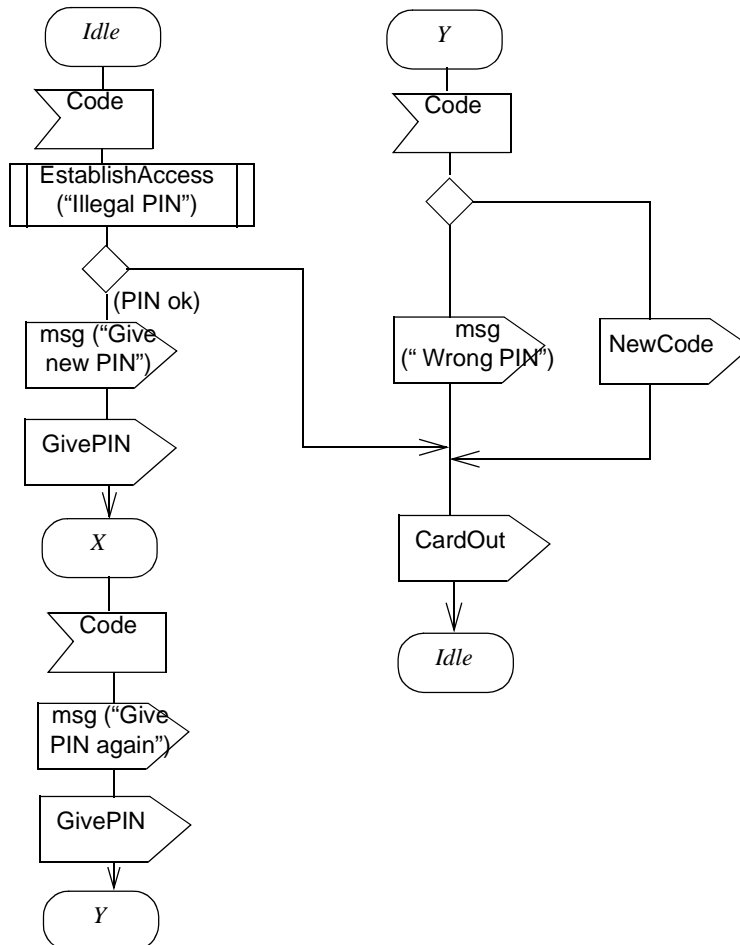 Idle
Code
EstablishAccess
(“Illegal PIN”)
(PIN ok)
msg (“Give
new PIN”)
GivePIN
X
Code
msg (“Give
PIN again”)
GivePIN
Y
Y
Code
msg
(“ Wrong PIN”)
NewCode
CardOut
Idle